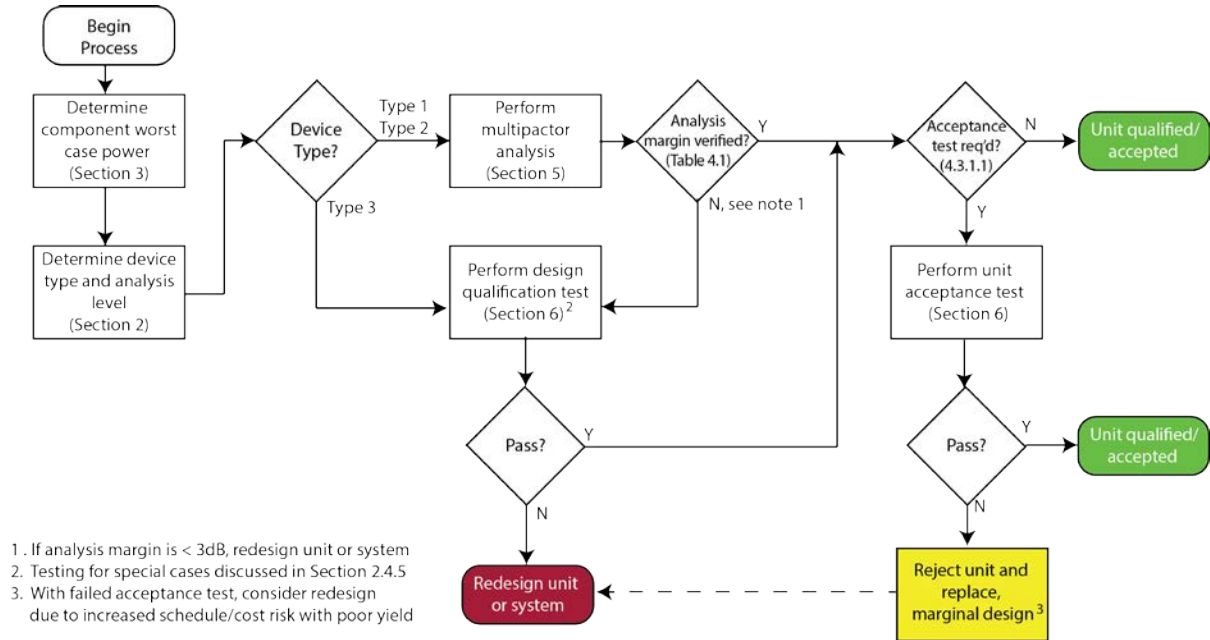 Begin
Process
Determine
component worst
case power
(Section 3)
Determine device
type and analysis
level
(Section 2)
Device
Type?
Type 1
Type 2
Type 3
Perform
multipactor
analysis
(Section 5)
Analysis
margin verified?
(Table 4.1)
Y
N, see note 1
Perform design
qualification test
(Section 6)²
Pass?
Y
N
Redesign unit
or system
Acceptance
test req'd?
(4.3.1.1)
N
Unit qualified/
accepted
Y
Perform unit
acceptance test
(Section 6)
Pass?
Y
Unit qualified/
accepted
N
Reject unit and
replace,
marginal design³
1 . If analysis margin is < 3dB, redesign unit or system
2. Testing for special cases discussed in Section 2.4.5
3. With failed acceptance test, consider redesign
due to increased schedule/cost risk with poor yield